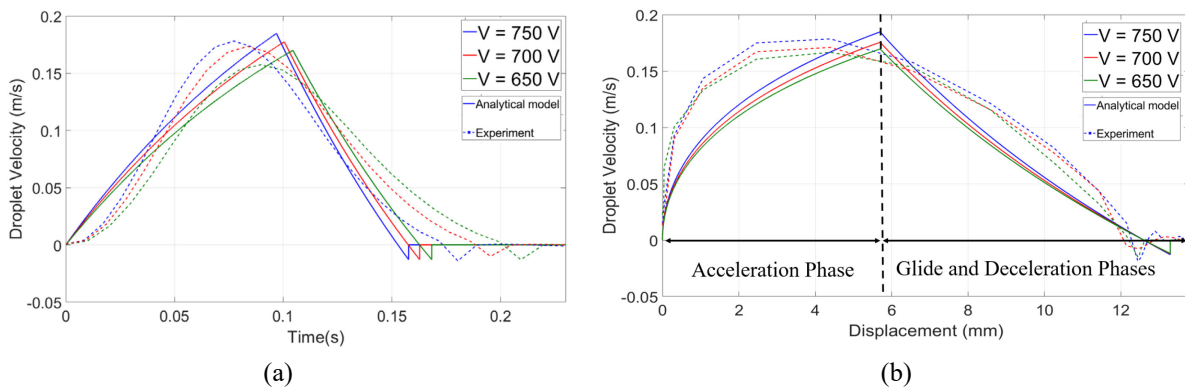 0.2
0.15
0.1
0.05
0
-0.05
Droplet Velocity (m/s)
V = 750 V
V = 700 V
V = 650 V
Analytical model
Experiment
0 0.05 0.1 0.15 0.2
Time(s)
(a)
0.2
0.15
0.1
0.05
0
-0.05
Droplet Velocity (m/s)
V = 750 V
V = 700 V
V = 650 V
Analytical model
Experiment
Acceleration Phase
Glide and Deceleration Phases
0 2 4 6 8 10 12
Displacement (mm)
(b)